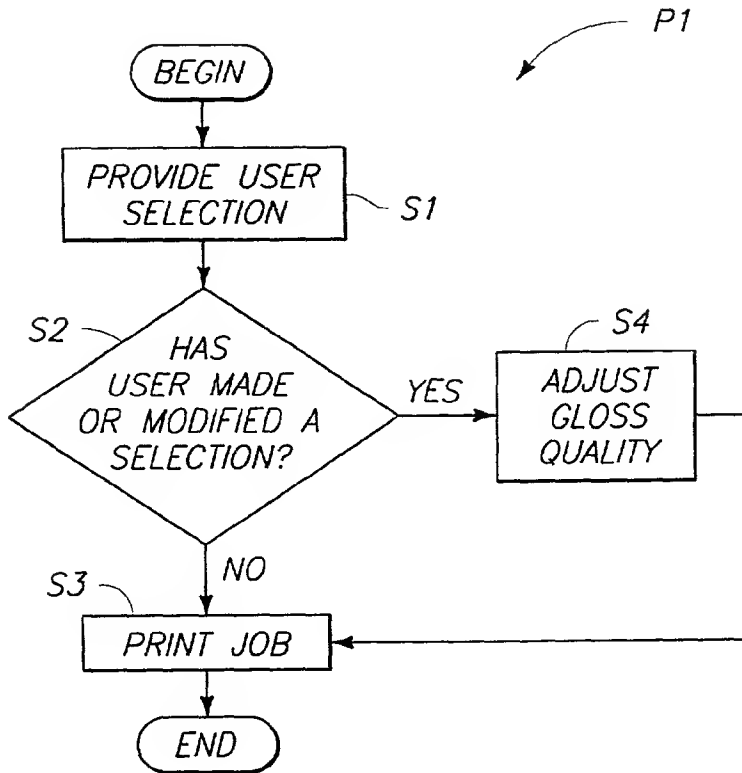 P1
BEGIN
PROVIDE USER
SELECTION
S1
S2
HAS
USER MADE
OR MODIFIED A
SELECTION?
YES
S4
ADJUST
GLOSS
QUALITY
NO
S3
PRINT JOB
END